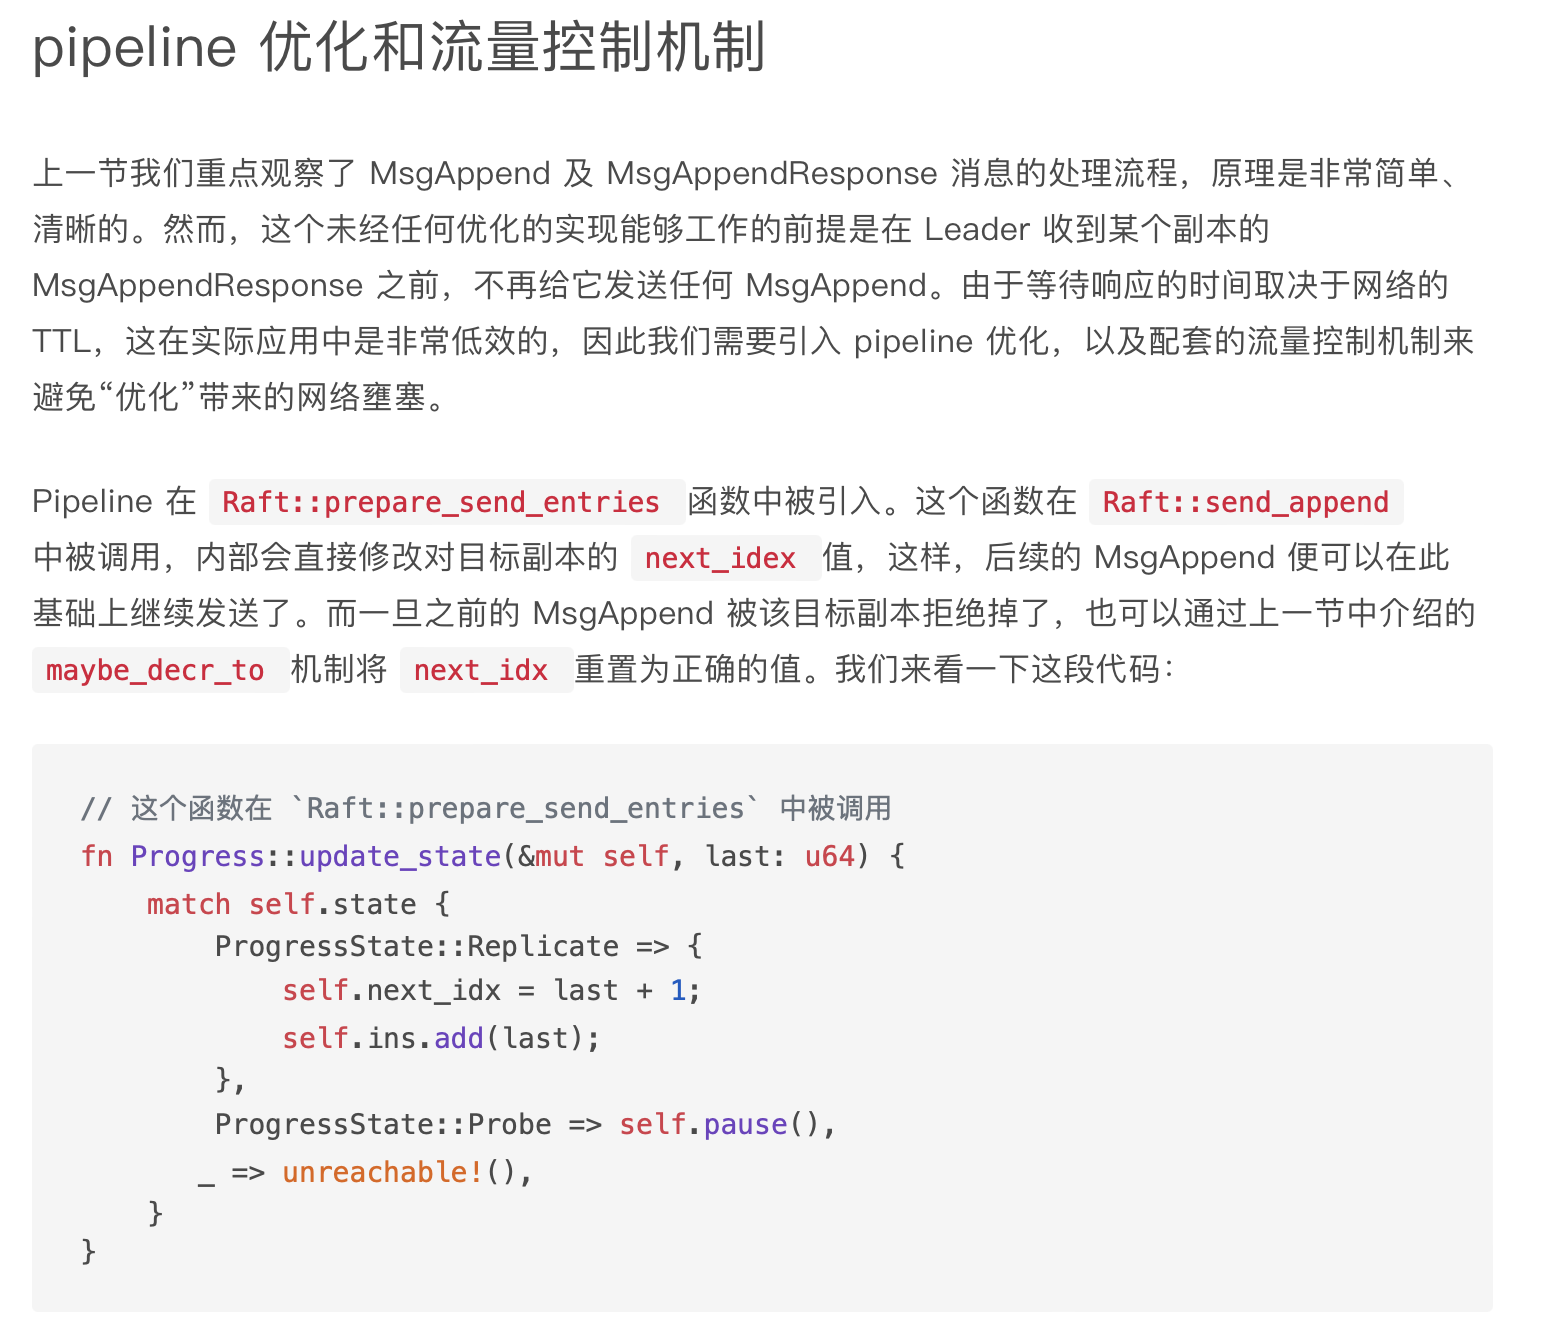 pipeline 优化和流量控制机制
上一节我们重点观察了 MsgAppend 及 MsgAppendResponse 消息的处理流程，原理是非常简单、
清晰的。然而，这个未经任何优化的实现能够工作的前提是在 Leader 收到某个副本的
MsgAppendResponse 之前，不再给它发送任何 MsgAppend。由于等待响应的时间取决于网络的
TTL，这在实际应用中是非常低效的，因此我们需要引入 pipeline 优化，以及配套的流量控制机制来
避免“优化”带来的网络壅塞。
Pipeline 在 Raft::prepare_send_entries 函数中被引入。这个函数在 Raft::send_append
中被调用，内部会直接修改对目标副本的 next_idex 值，这样，后续的 MsgAppend 便可以在此
基础上继续发送了。而一旦之前的 MsgAppend 被该目标副本拒绝掉了，也可以通过上一节中介绍的
maybe_decr_to 机制将 next_idx 重置为正确的值。我们来看一下这段代码：
// 这个函数在 `Raft::prepare_send_entries` 中被调用
fn Progress::update_state(&mut self, last: u64) {
    match self.state {
        ProgressState::Replicate => {
            self.next_idx = last + 1;
            self.ins.add(last);
        },
        ProgressState::Probe => self.pause(),
       _ => unreachable!(),
    }
}